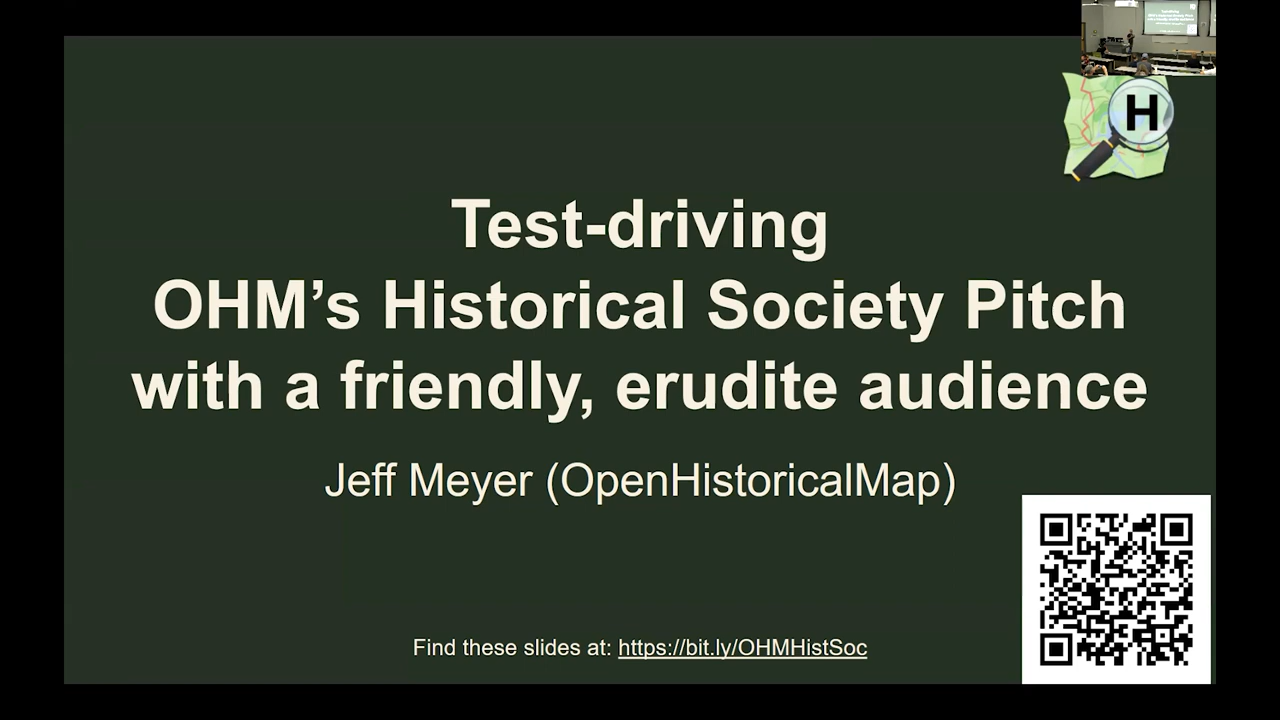 H
Test-driving
OHM’s Historical Society Pitch
with a friendly, erudite audience
Jeff Meyer (OpenHistoricalMap)
Find these slides at: https://bit.ly/OHMHistSoc